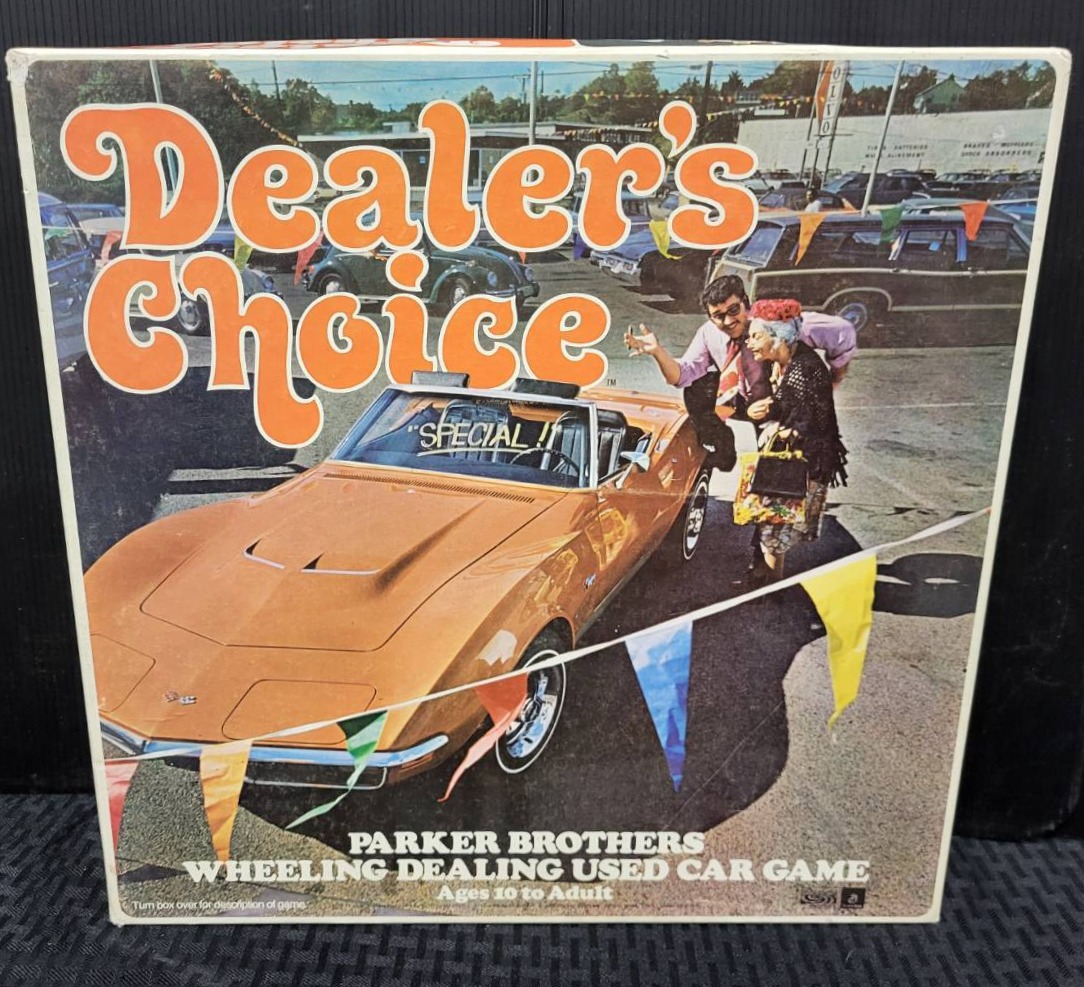 Dealer's
Choice
TM
"SPECIAL!!"
PARKER BROTHERS
WHEELING DEALING USED CAR GAME
Ages 10 to Adult
Turn box over for description of game.